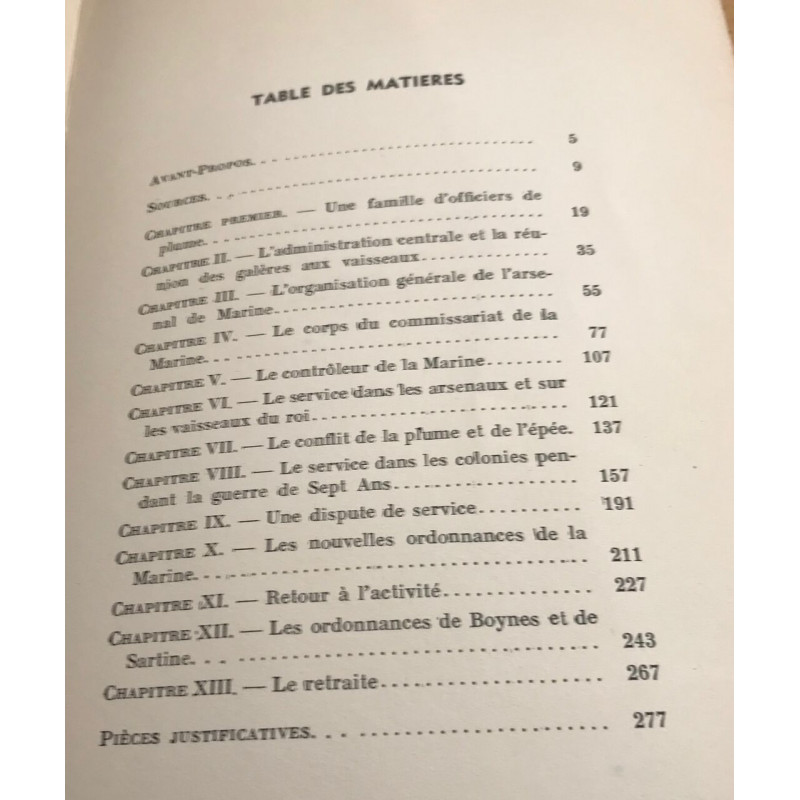 TABLE DES MATIERES
AVANT-PROPOS. . . . . . . . . . . . . . . . . . . . . . . . . . . . 5
SOURCES. . . . . . . . . . . . . . . . . . . . . . . . . . . . . . . . 9
CHAPITRE PREMIER. — Une famille d'officiers de
plume. . . . . . . . . . . . . . . . . . . . . . . . . . . . . . . . 19
CHAPITRE II. — L'administration centrale et la réu-
nion des galères aux vaisseaux. . . . . . . . . . . . 35
CHAPITRE III. — L'organisation générale de l'arse-
nal de Marine. . . . . . . . . . . . . . . . . . . . . . . . . 55
CHAPITRE IV. — Le corps du commissariat de la
Marine. . . . . . . . . . . . . . . . . . . . . . . . . . . . . . . 77
CHAPITRE V. — Le contrôleur de la Marine. . . . . . . 107
CHAPITRE VI. — Le service dans les arsenaux et sur
les vaisseaux du roi. . . . . . . . . . . . . . . . . . . . . 121
CHAPITRE VII. — Le conflit de la plume et de l'épée. 137
CHAPITRE VIII. — Le service dans les colonies pen-
dant la guerre de Sept Ans. . . . . . . . . . . . . . . 157
CHAPITRE IX. — Une dispute de service. . . . . . . . . . 191
CHAPITRE X. — Les nouvelles ordonnances de la
Marine. . . . . . . . . . . . . . . . . . . . . . . . . . . . . . . 211
CHAPITRE XI. — Retour à l'activité. . . . . . . . . . . . . 227
CHAPITRE XII. — Les ordonnances de Boynes et de
Sartine. . . . . . . . . . . . . . . . . . . . . . . . . . . . . . 243
CHAPITRE XIII. — Le retraite. . . . . . . . . . . . . . . . . . 267
PIÈCES JUSTIFICATIVES. . . . . . . . . . . . . . . . . . . . . . 277